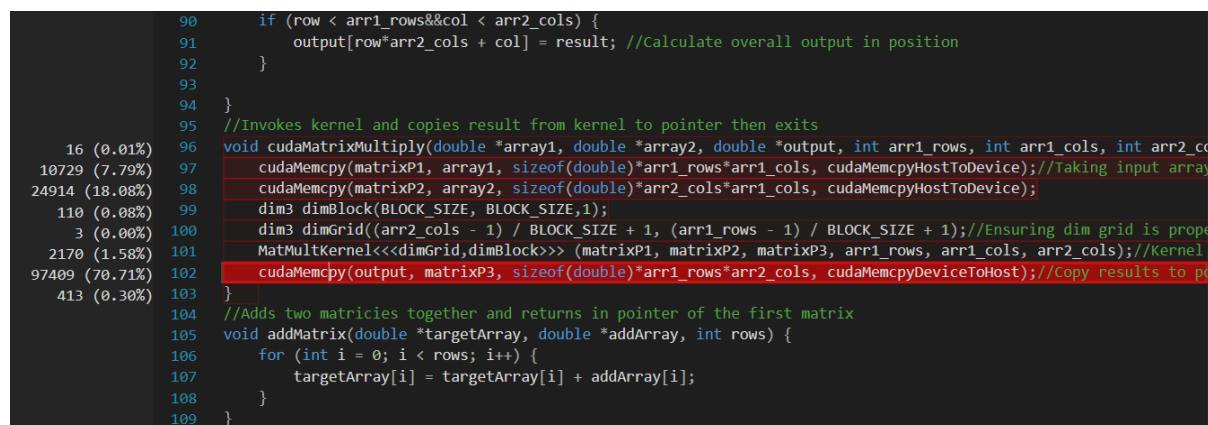 90 if (row < arr1_rows&&col < arr2_cols) {
91 output[row*arr2_cols + col] = result; //Calculate overall output in position
92 }
93
94 }
95 //Invokes kernel and copies result from kernel to pointer then exits
16 (0.01%) 96 void cudaMatrixMultiply(double *array1, double *array2, double *output, int arr1_rows, int arr1_cols, int arr2_co
10729 (7.79%) 97 cudaMemcpy(matrixP1, array1, sizeof(double)*arr1_rows*arr1_cols, cudaMemcpyHostToDevice);//Taking input array
24914 (18.08%) 98 cudaMemcpy(matrixP2, array2, sizeof(double)*arr2_cols*arr1_cols, cudaMemcpyHostToDevice);
110 (0.08%) 99 dim3 dimBlock(BLOCK_SIZE, BLOCK_SIZE,1);
3 (0.00%) 100 dim3 dimGrid((arr2_cols - 1) / BLOCK_SIZE + 1, (arr1_rows - 1) / BLOCK_SIZE + 1);//Ensuring dim grid is prope
2170 (1.58%) 101 MatMultKernel<<<dimGrid,dimBlock>>> (matrixP1, matrixP2, matrixP3, arr1_rows, arr1_cols, arr2_cols);//Kernel
97409 (70.71%) 102 cudaMemcpy(output, matrixP3, sizeof(double)*arr1_rows*arr2_cols, cudaMemcpyDeviceToHost);//Copy results to po
413 (0.30%) 103 }
104 //Adds two matricies together and returns in pointer of the first matrix
105 void addMatrix(double *targetArray, double *addArray, int rows) {
106 for (int i = 0; i < rows; i++) {
107 targetArray[i] = targetArray[i] + addArray[i];
108 }
109 }